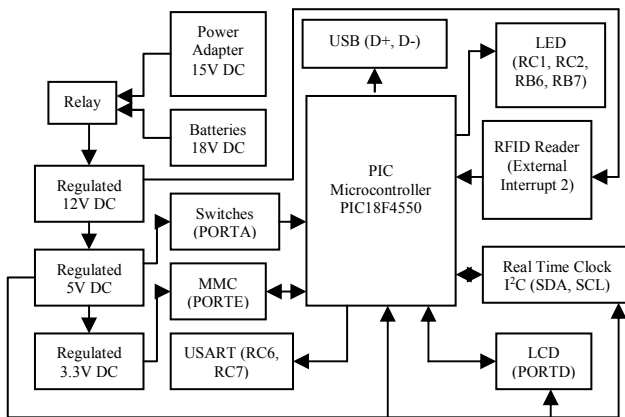 Power
Adapter
15V DC
USB (D+, D-)
LED
(RC1, RC2,
RB6, RB7)
Relay
Batteries
18V DC
PIC
Microcontroller
PIC18F4550
RFID Reader
(External
Interrupt 2)
Regulated
12V DC
Switches
(PORTA)
Regulated
5V DC
MMC
(PORTE)
Real Time Clock
I²C (SDA, SCL)
Regulated
3.3V DC
USART (RC6,
RC7)
LCD
(PORTD)